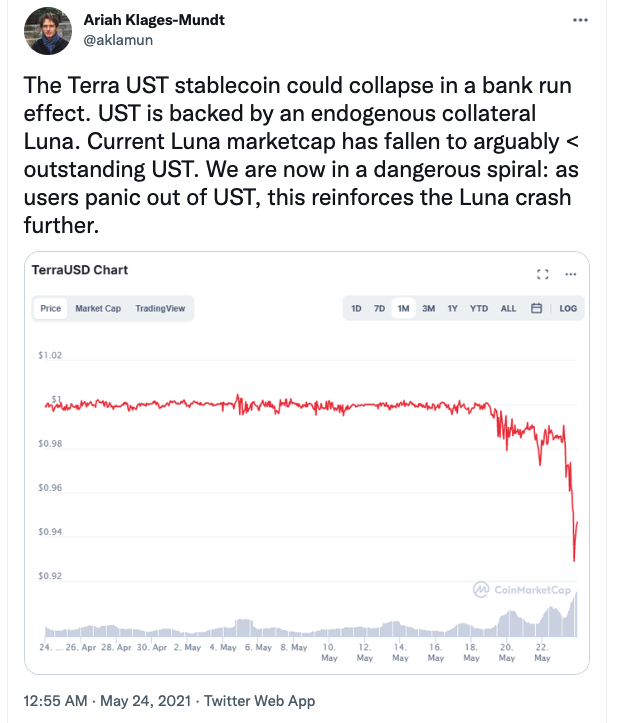 Ariah Klages-Mundt
@aklamun
The Terra UST stablecoin could collapse in a bank run
effect. UST is backed by an endogenous collateral
Luna. Current Luna marketcap has fallen to arguably <
outstanding UST. We are now in a dangerous spiral: as
users panic out of UST, this reinforces the Luna crash
further.
TerraUSD Chart
Price Market Cap TradingView 1D 7D 1M 3M 1Y YTD ALL LOG
$1.02
$1
$0.98
$0.96
$0.94
$0.92
CoinMarketCap
24. ... 26. Apr 28. Apr 30. Apr 2. May 4. May 6. May 8. May 10. May 12. May 14. May 16. May 18. May 20. May 22. May
12:55 AM · May 24, 2021 · Twitter Web App